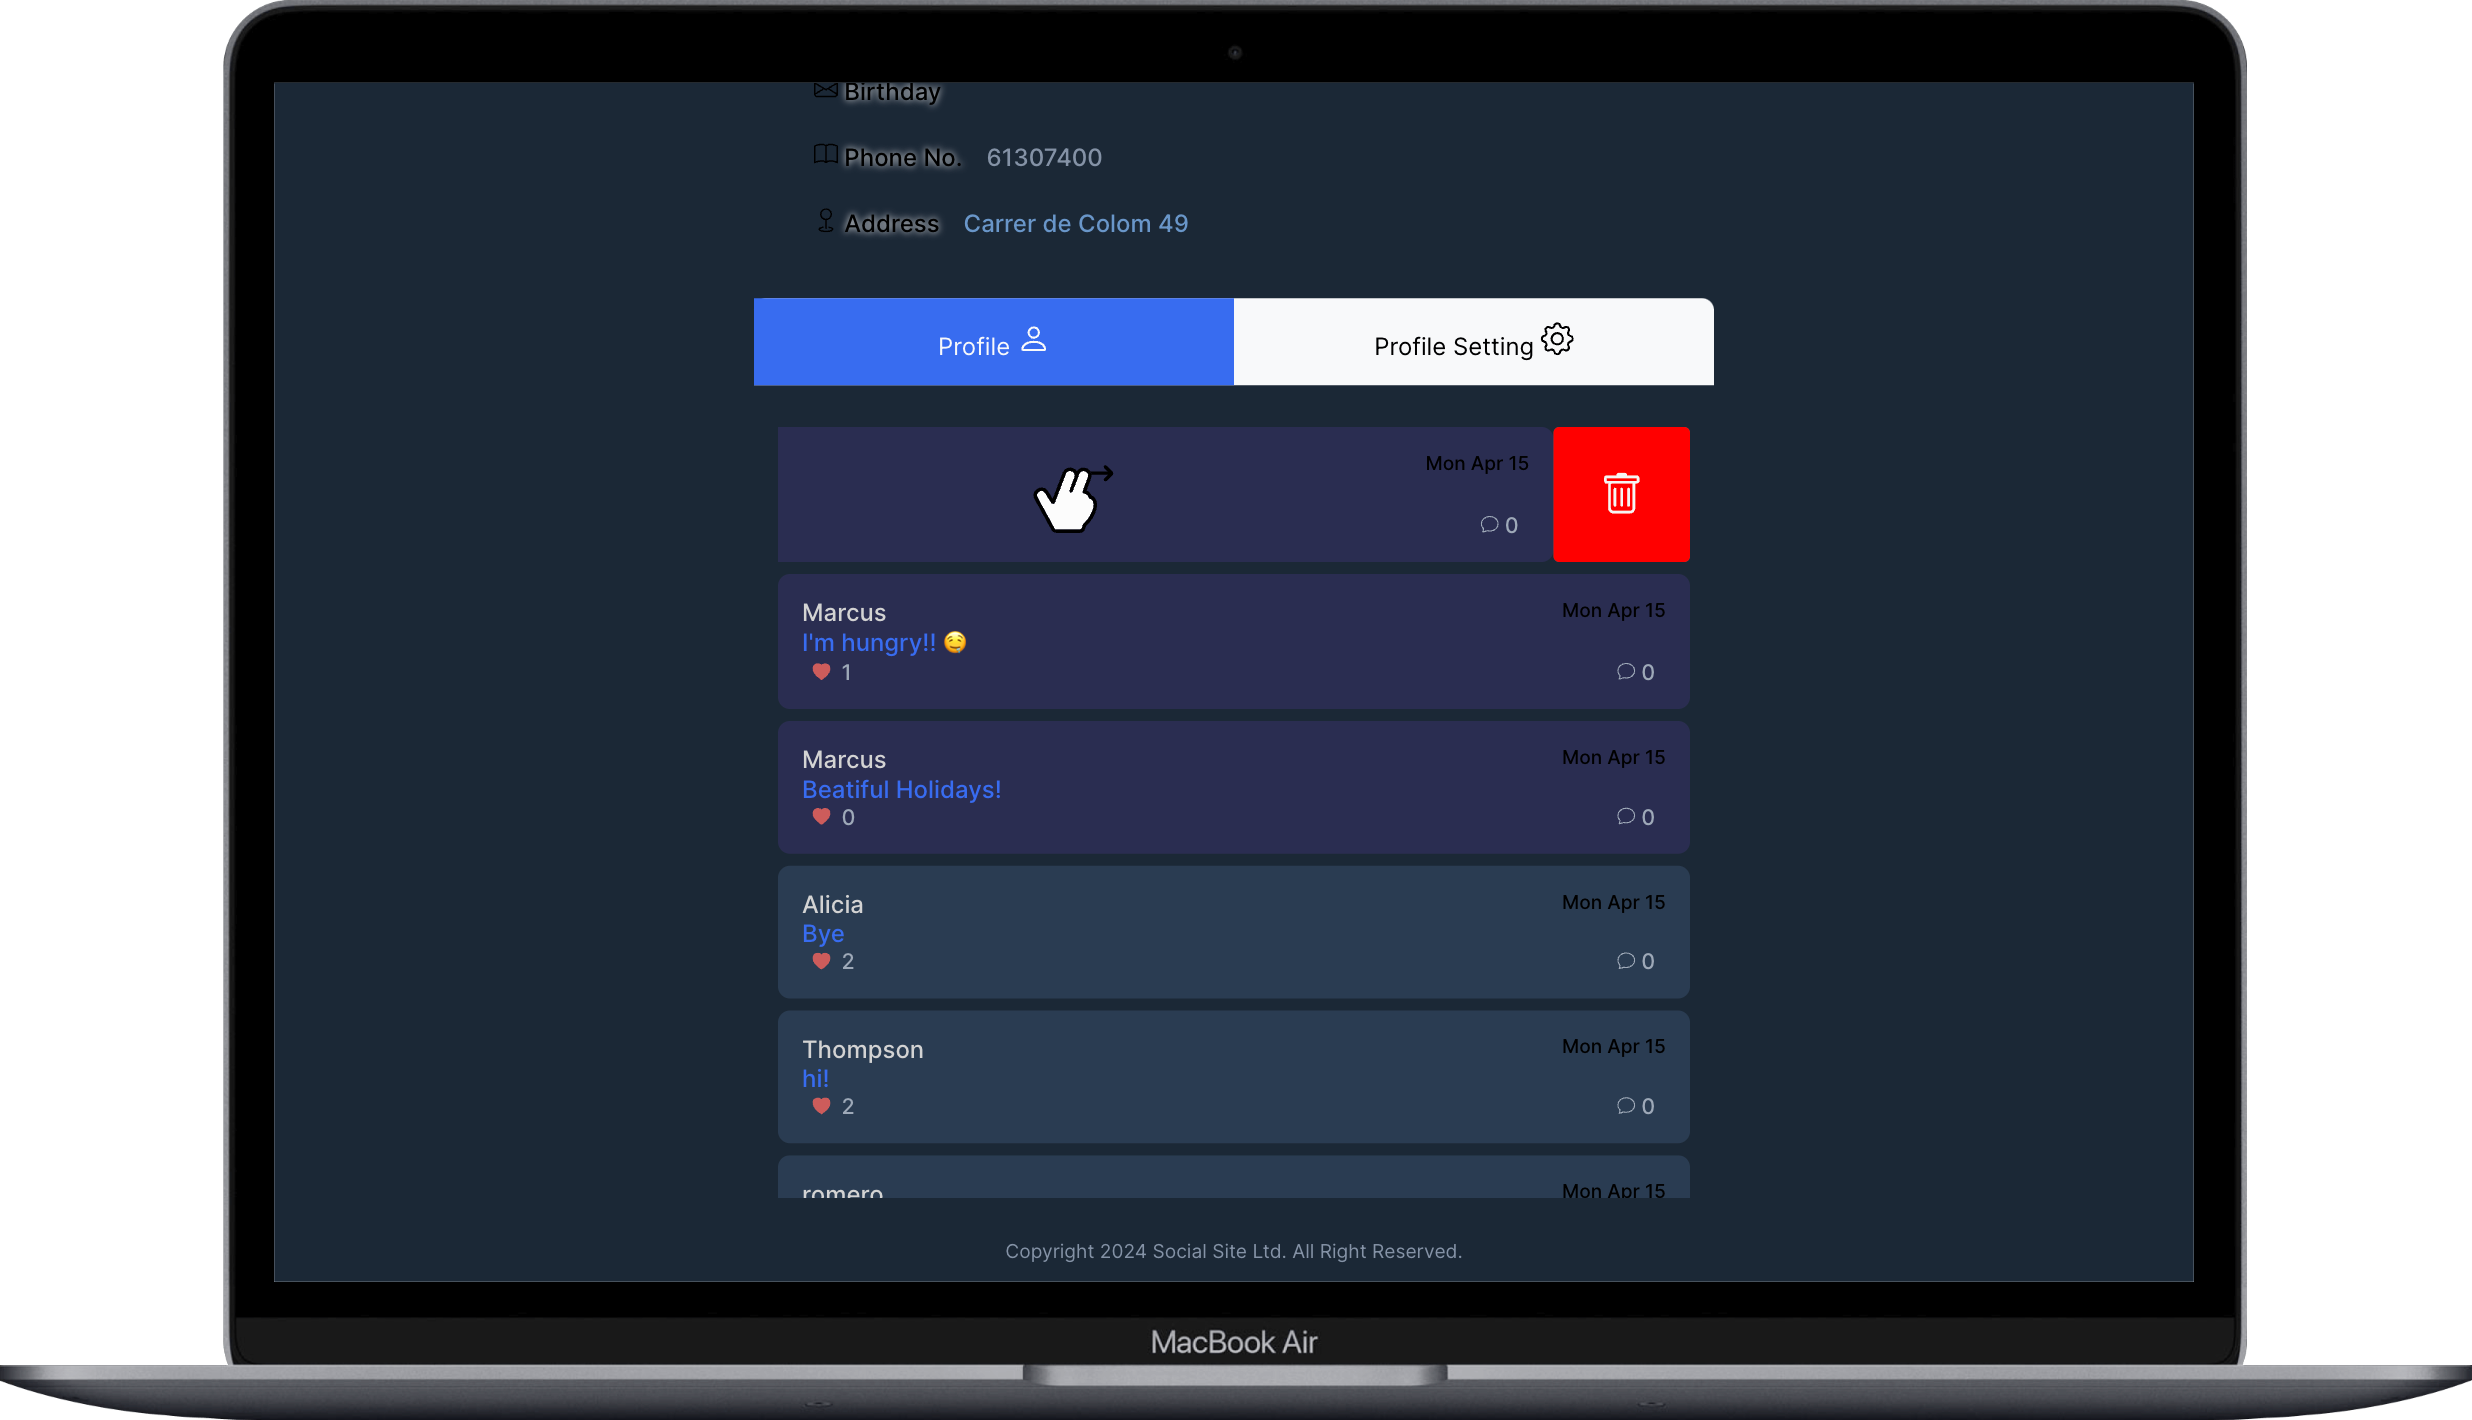 Birthday
Phone No. 61307400
Address Carrer de Colom 49
Profile
Profile Setting
Mon Apr 15
0
Marcus
Mon Apr 15
I'm hungry!! 🤤
1
0
Marcus
Mon Apr 15
Beatiful Holidays!
0
0
Alicia
Mon Apr 15
Bye
2
0
Thompson
Mon Apr 15
hi!
2
0
romero
Mon Apr 15
Copyright 2024 Social Site Ltd. All Right Reserved.
MacBook Air